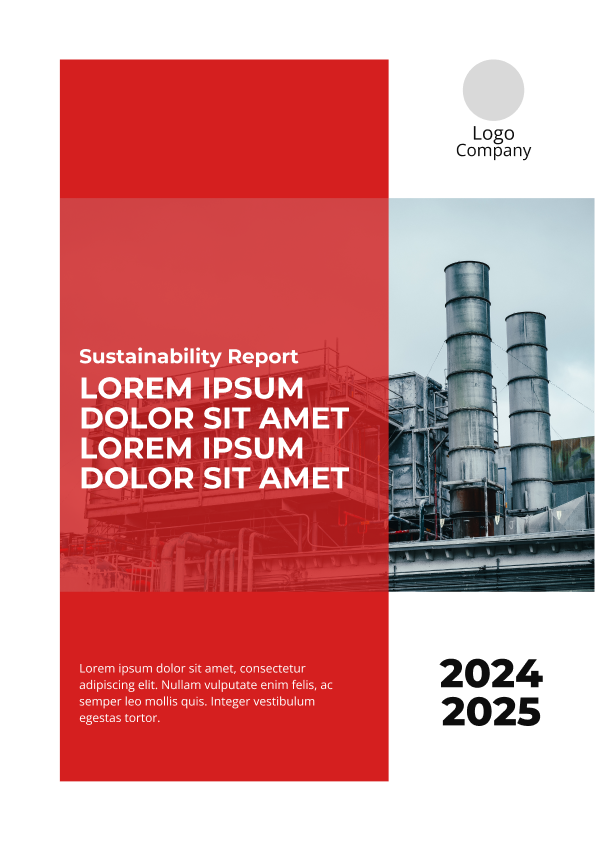 Logo
Company
Sustainability Report
LOREM IPSUM
DOLOR SIT AMET
LOREM IPSUM
DOLOR SIT AMET
Lorem ipsum dolor sit amet, consectetur
adipiscing elit. Nullam vulputate enim felis, ac
semper leo mollis quis. Integer vestibulum
egestas tortor.
2024
2025